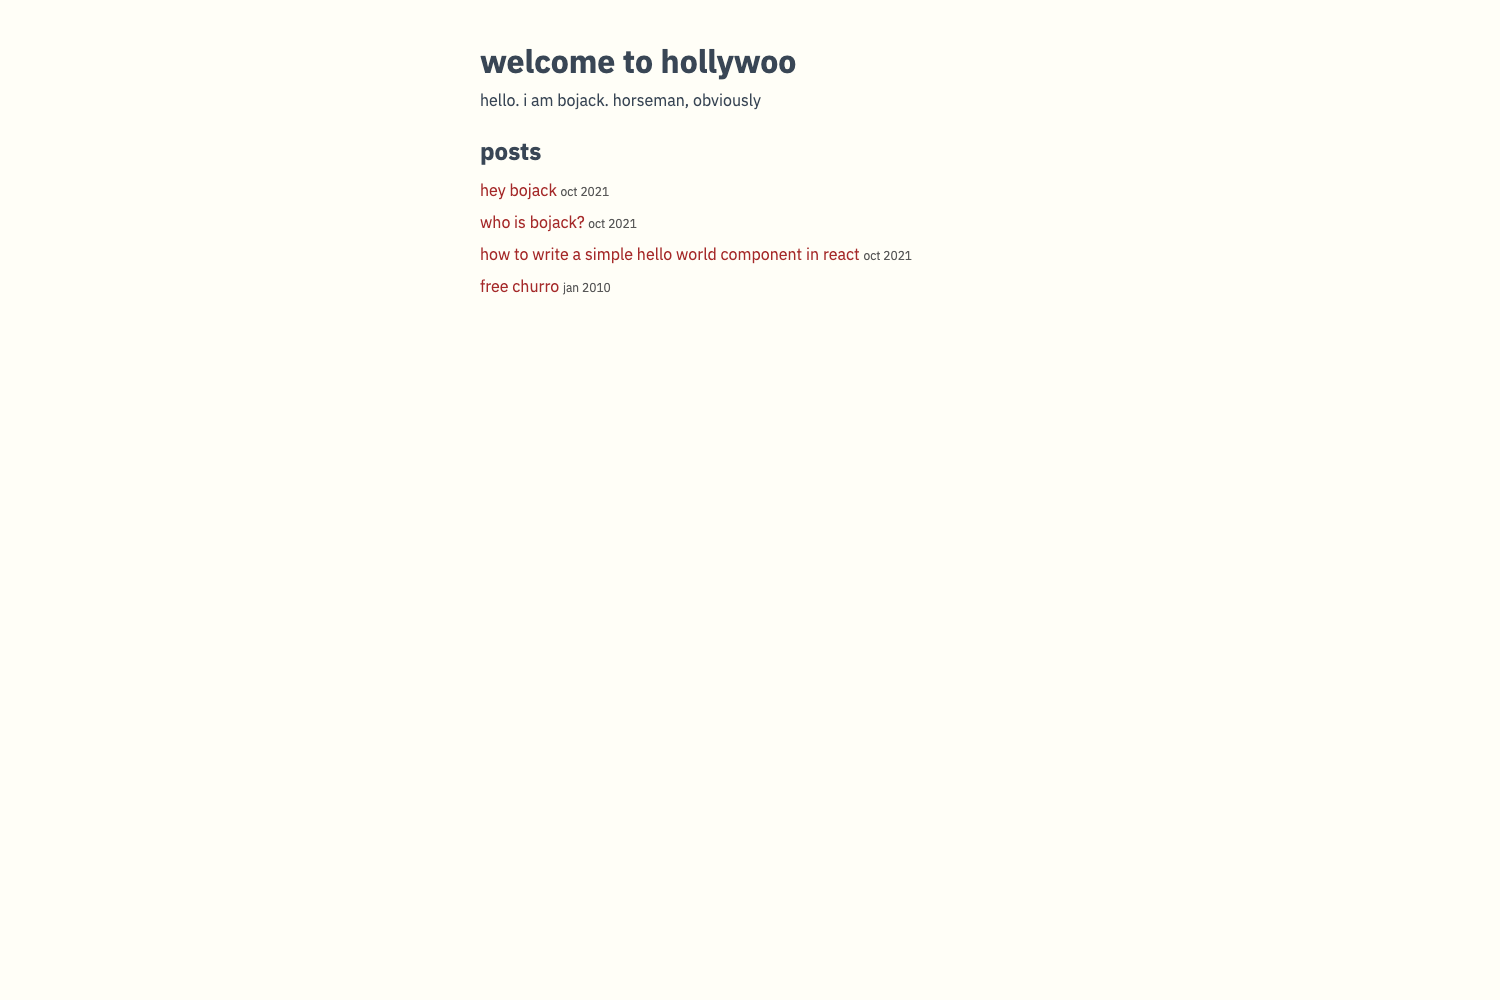 welcome to hollywoo
hello. i am bojack. horseman, obviously
posts
hey bojack oct 2021
who is bojack? oct 2021
how to write a simple hello world component in react oct 2021
free churro jan 2010